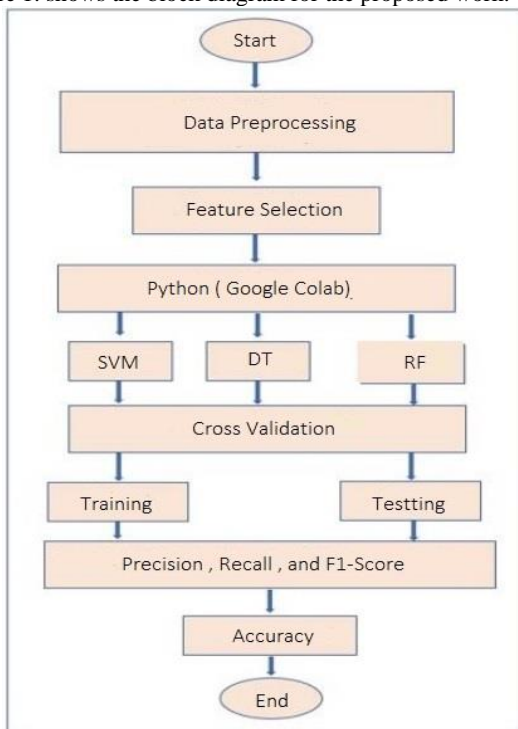 e 1. shows the block diagram for the proposed work.
Start
Data Preprocessing
Feature Selection
Python ( Google Colab)
SVM DT RF
Cross Validation
Training Testting
Precision , Recall , and F1-Score
Accuracy
End